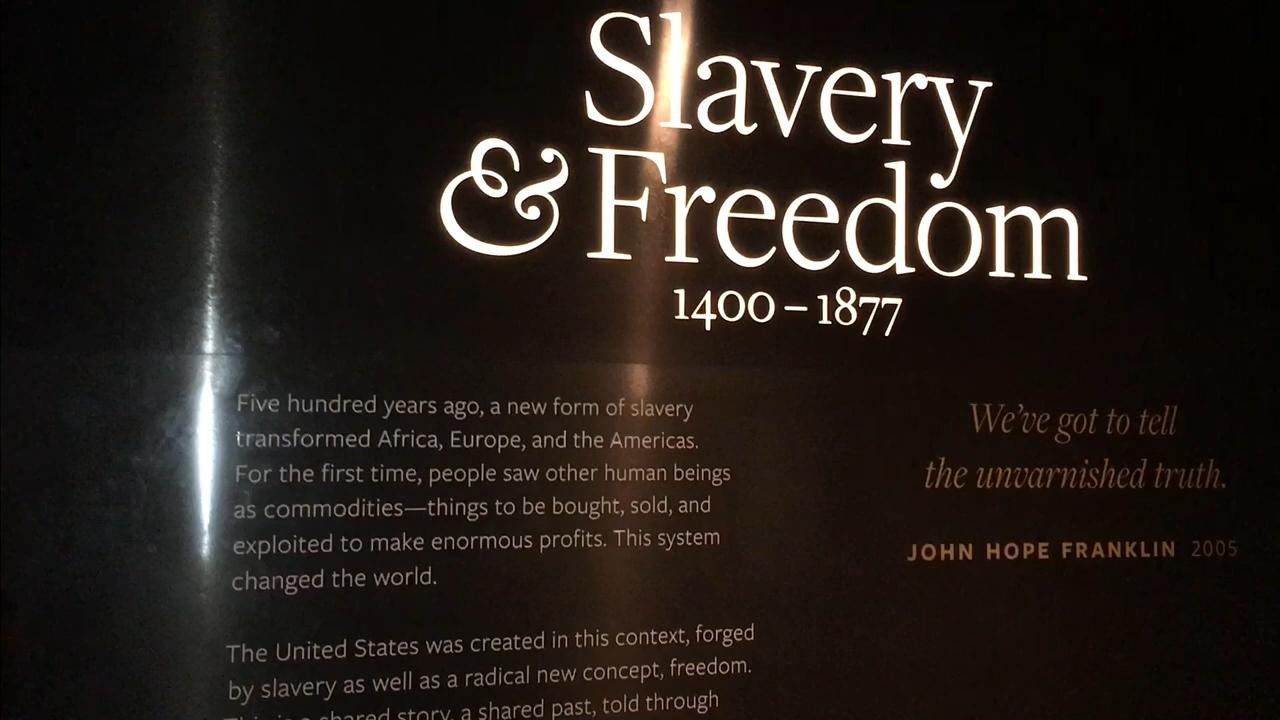 Slavery
& Freedom
1400–1877
Five hundred years ago, a new form of slavery
transformed Africa, Europe, and the Americas.
For the first time, people saw other human beings
as commodities—things to be bought, sold, and
exploited to make enormous profits. This system
changed the world.
The United States was created in this context, forged
by slavery as well as a radical new concept, freedom.
This is a shared story, a shared past, told through
We've got to tell
the unvarnished truth.
JOHN HOPE FRANKLIN 2005